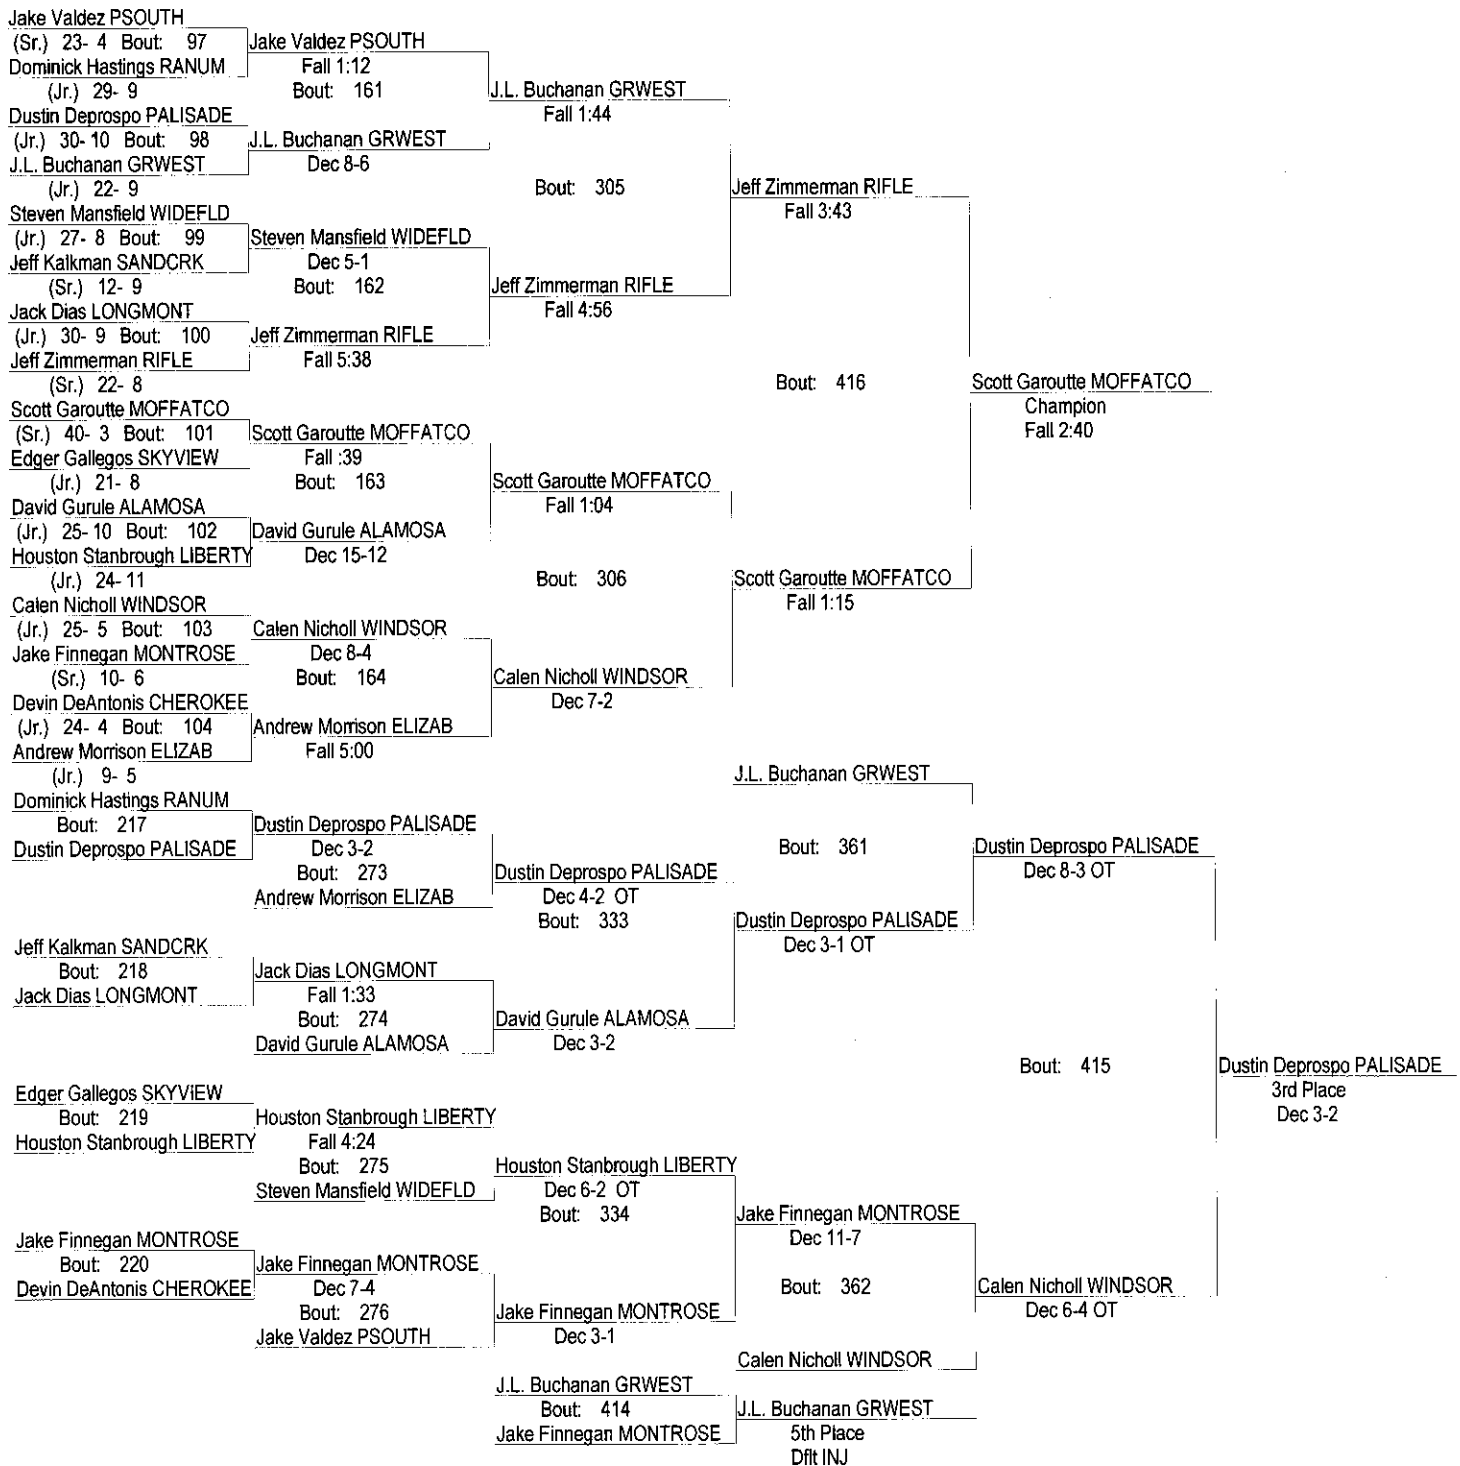 Jake Valdez PSOUTH
(Sr.) 23- 4 Bout: 97
Jake Valdez PSOUTH
Dominick Hastings RANUM
Fall 1:12
(Jr.) 29- 9
Bout: 161
J.L. Buchanan GRWEST
Dustin Deprospo PALISADE
Fall 1:44
(Jr.) 30- 10 Bout: 98
J.L. Buchanan GRWEST
J.L. Buchanan GRWEST
Dec 8-6
(Jr.) 22- 9
Bout: 305
Jeff Zimmerman RIFLE
Steven Mansfield WIDEFLD
Fall 3:43
(Jr.) 27- 8 Bout: 99
Steven Mansfield WIDEFLD
Jeff Kalkman SANDCRK
Dec 5-1
(Sr.) 12- 9
Bout: 162
Jeff Zimmerman RIFLE
Jack Dias LONGMONT
Fall 4:56
(Jr.) 30- 9 Bout: 100
Jeff Zimmerman RIFLE
Jeff Zimmerman RIFLE
Fall 5:38
(Sr.) 22- 8
Bout: 416
Scott Garoutte MOFFATCO
Scott Garoutte MOFFATCO
Champion
(Sr.) 40- 3 Bout: 101
Scott Garoutte MOFFATCO
Fall 2:40
Edger Gallegos SKYVIEW
Fall :39
(Jr.) 21- 8
Bout: 163
Scott Garoutte MOFFATCO
David Gurule ALAMOSA
Fall 1:04
(Jr.) 25- 10 Bout: 102
David Gurule ALAMOSA
Houston Stanbrough LIBERTY
Dec 15-12
(Jr.) 24- 11
Bout: 306
Scott Garoutte MOFFATCO
Calen Nicholl WINDSOR
Fall 1:15
(Jr.) 25- 5 Bout: 103
Calen Nicholl WINDSOR
Jake Finnegan MONTROSE
Dec 8-4
(Sr.) 10- 6
Bout: 164
Calen Nicholl WINDSOR
Devin DeAntonis CHEROKEE
Dec 7-2
(Jr.) 24- 4 Bout: 104
Andrew Morrison ELIZAB
Andrew Morrison ELIZAB
Fall 5:00
(Jr.) 9- 5
J.L. Buchanan GRWEST
Dominick Hastings RANUM
Bout: 217
Dustin Deprospo PALISADE
Dustin Deprospo PALISADE
Dec 3-2
Bout: 361
Dustin Deprospo PALISADE
Bout: 273
Dustin Deprospo PALISADE
Dec 8-3 OT
Andrew Morrison ELIZAB
Dec 4-2 OT
Bout: 333
Dustin Deprospo PALISADE
Jeff Kalkman SANDCRK
Dec 3-1 OT
Bout: 218
Jack Dias LONGMONT
Jack Dias LONGMONT
Fall 1:33
Bout: 274
David Gurule ALAMOSA
David Gurule ALAMOSA
Dec 3-2
Bout: 415
Dustin Deprospo PALISADE
Edger Gallegos SKYVIEW
3rd Place
Bout: 219
Houston Stanbrough LIBERTY
Dec 3-2
Houston Stanbrough LIBERTY
Fall 4:24
Bout: 275
Houston Stanbrough LIBERTY
Steven Mansfield WIDEFLD
Dec 6-2 OT
Bout: 334
Jake Finnegan MONTROSE
Jake Finnegan MONTROSE
Dec 11-7
Bout: 220
Jake Finnegan MONTROSE
Devin DeAntonis CHEROKEE
Dec 7-4
Bout: 362
Calen Nicholl WINDSOR
Bout: 276
Jake Finnegan MONTROSE
Dec 6-4 OT
Jake Valdez PSOUTH
Dec 3-1
Calen Nicholl WINDSOR
J.L. Buchanan GRWEST
Bout: 414
J.L. Buchanan GRWEST
Jake Finnegan MONTROSE
5th Place
Dflt INJ